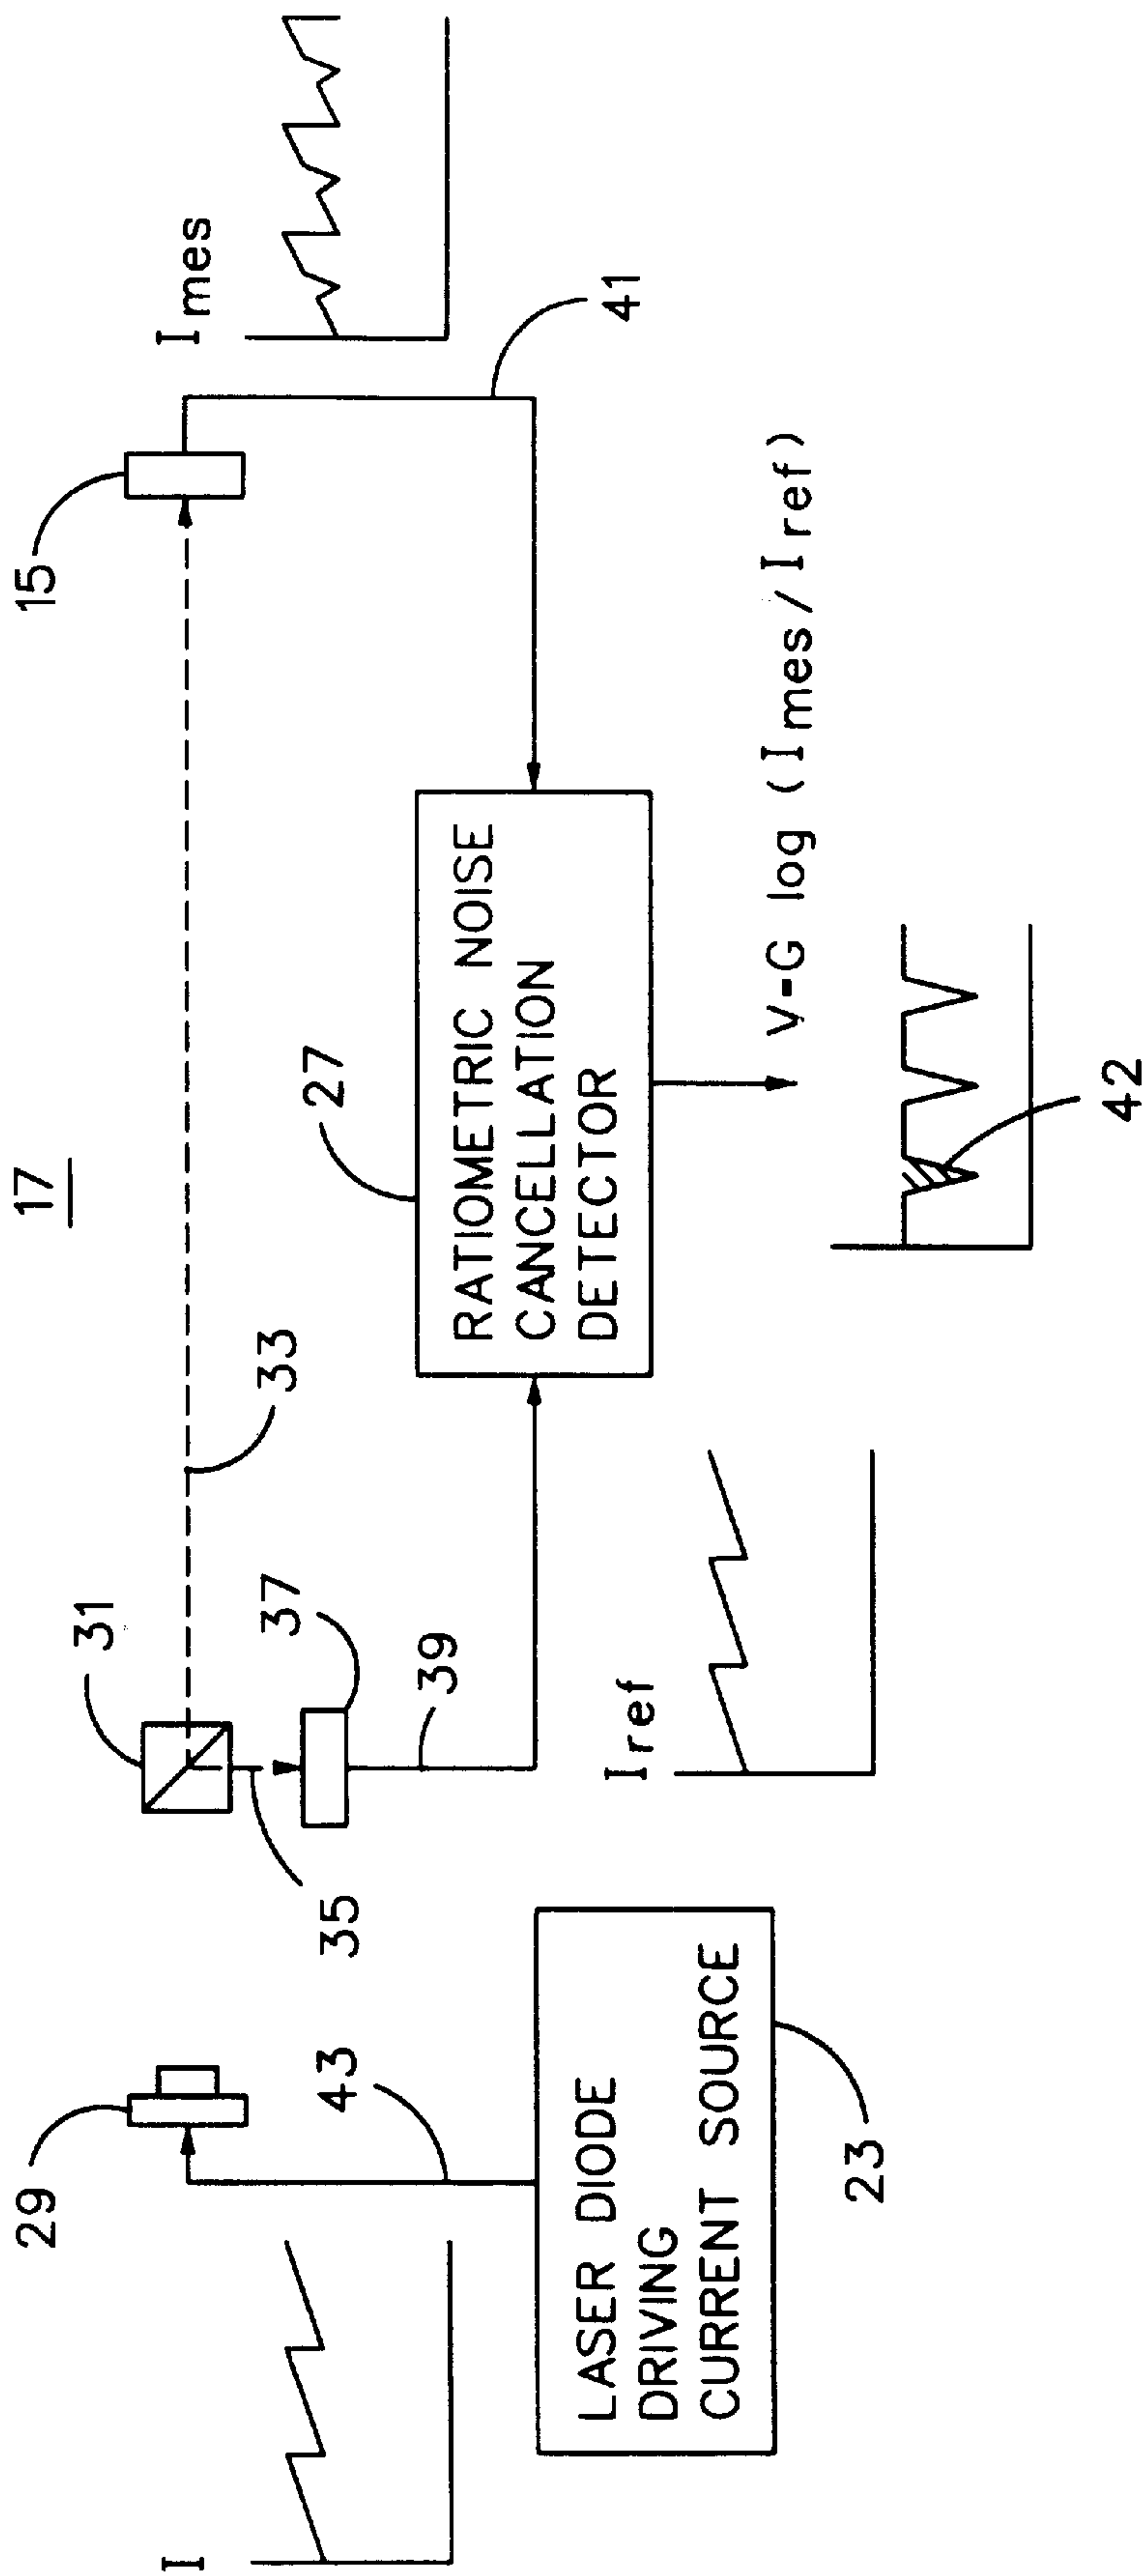 17
15
Imes
31
33
29
37
27
41
35
39
43
I
RATIOMETRIC NOISE
CANCELLATION
DETECTOR
Iref
LASER DIODE
DRIVING
CURRENT SOURCE
V=G log (Imes/Iref)
23
42